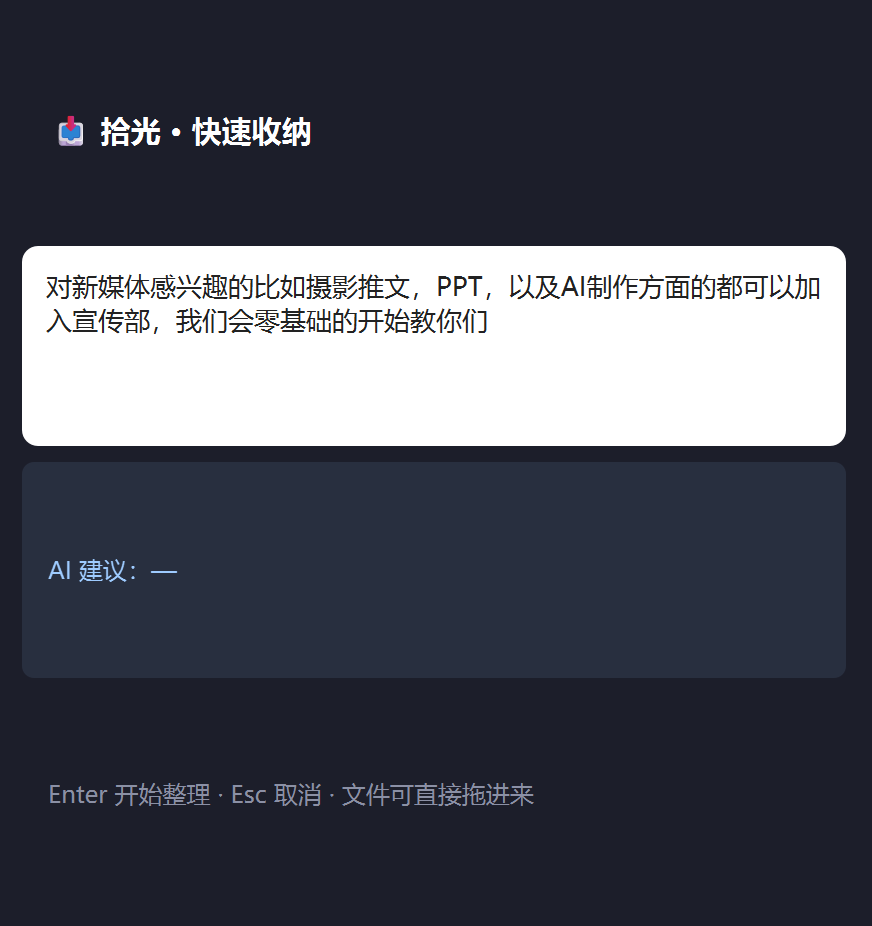 拾光·快速收纳
对新媒体感兴趣的比如摄影推文，PPT，以及AI制作方面的都可以加
入宣传部，我们会零基础的开始教你们
AI 建议：—
Enter 开始整理 · Esc 取消 · 文件可直接拖进来